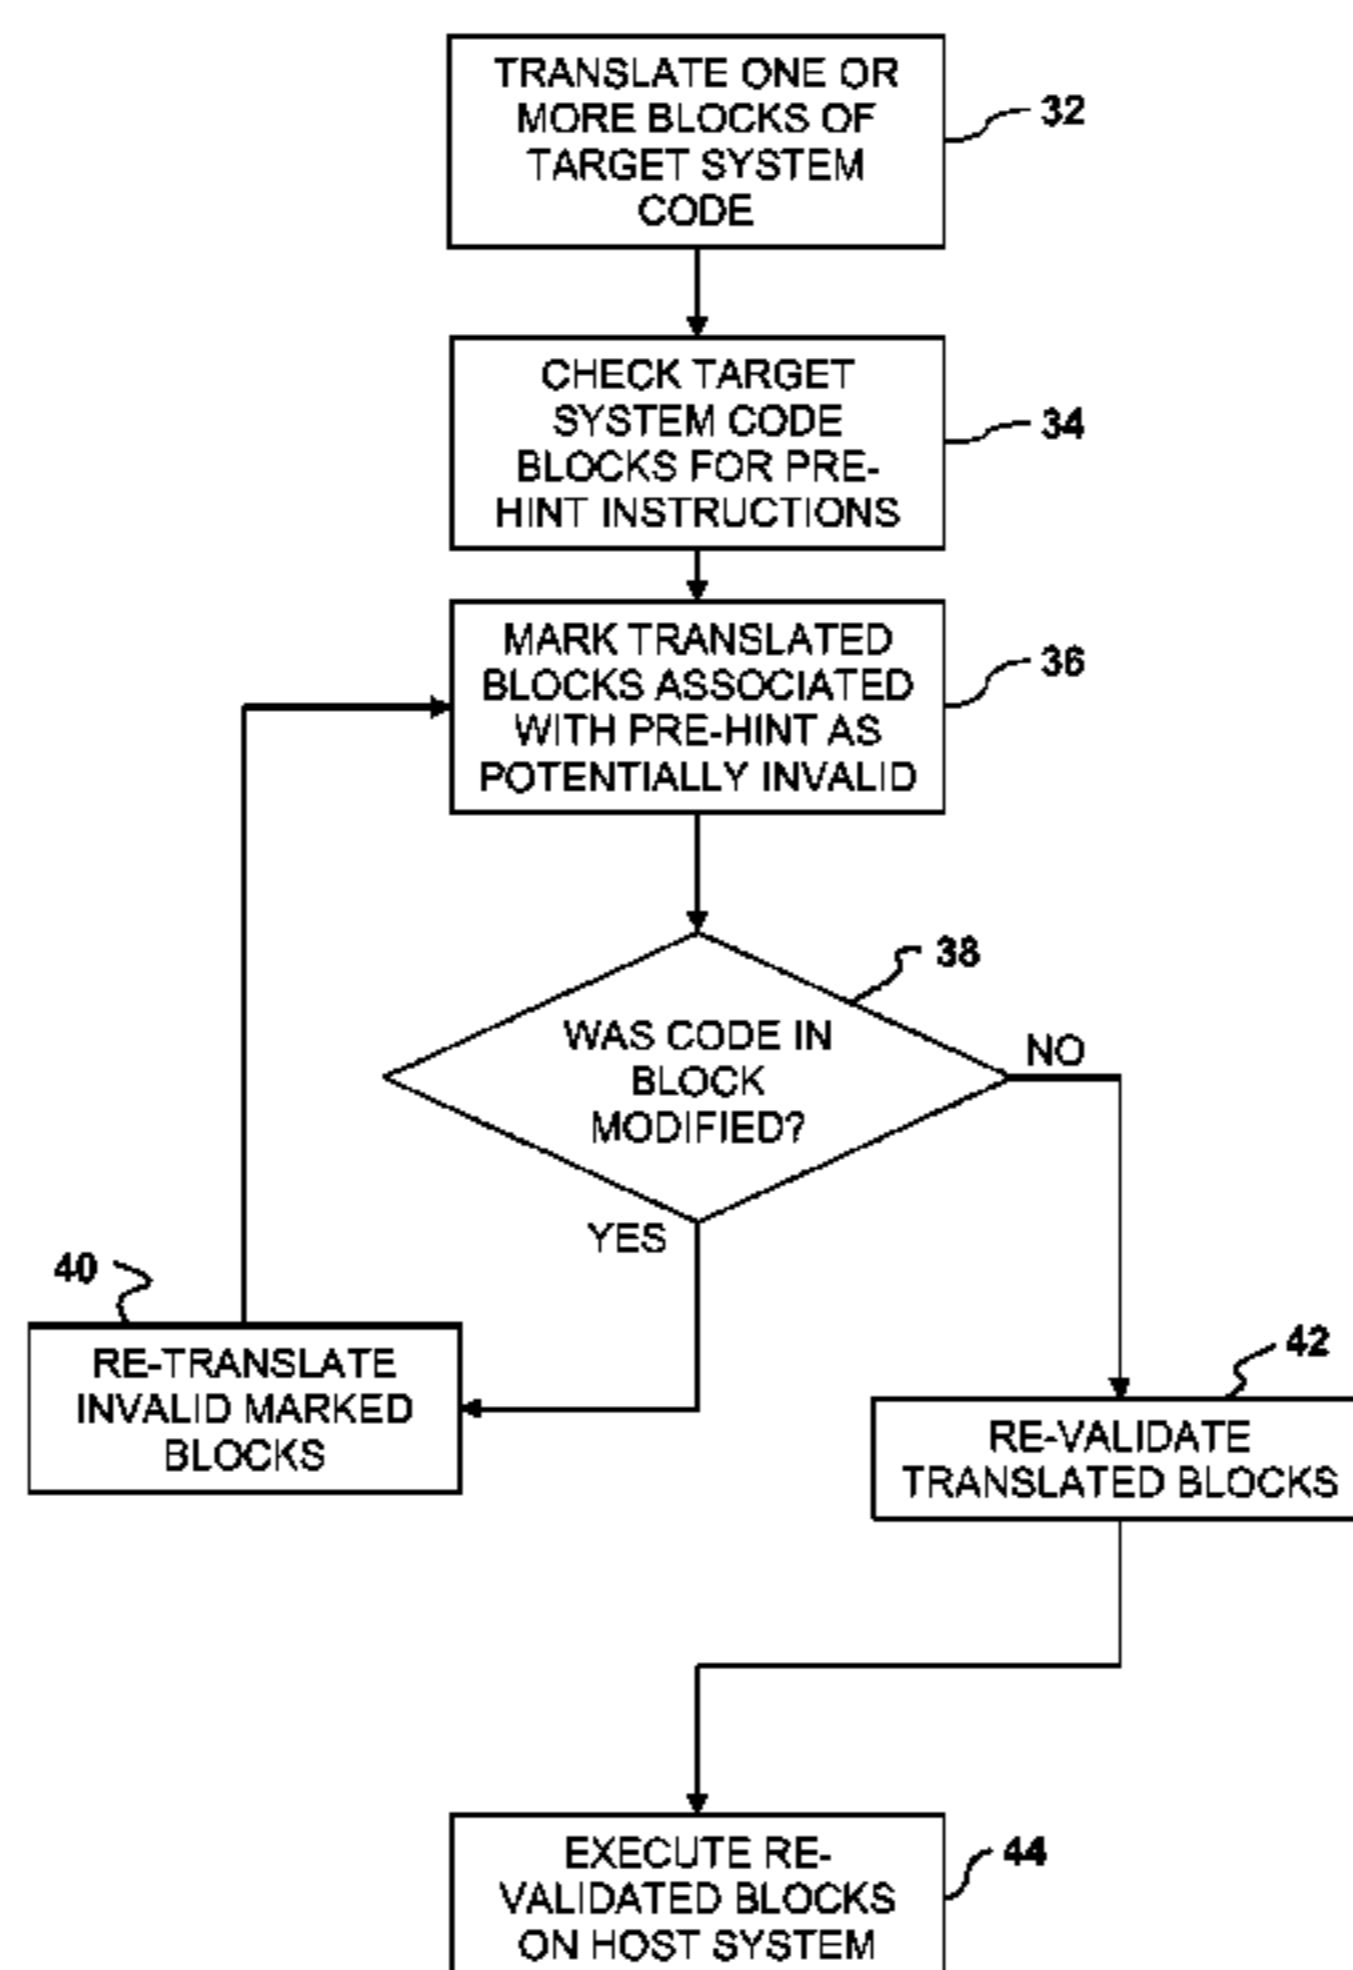 TRANSLATE ONE OR
MORE BLOCKS OF
TARGET SYSTEM
CODE
32
CHECK TARGET
SYSTEM CODE
BLOCKS FOR PRE-
HINT INSTRUCTIONS
34
MARK TRANSLATED
BLOCKS ASSOCIATED
WITH PRE-HINT AS
POTENTIALLY INVALID
36
38
WAS CODE IN
BLOCK
MODIFIED?
NO
YES
40
RE-TRANSLATE
INVALID MARKED
BLOCKS
42
RE-VALIDATE
TRANSLATED BLOCKS
EXECUTE RE-
VALIDATED BLOCKS
ON HOST SYSTEM
44